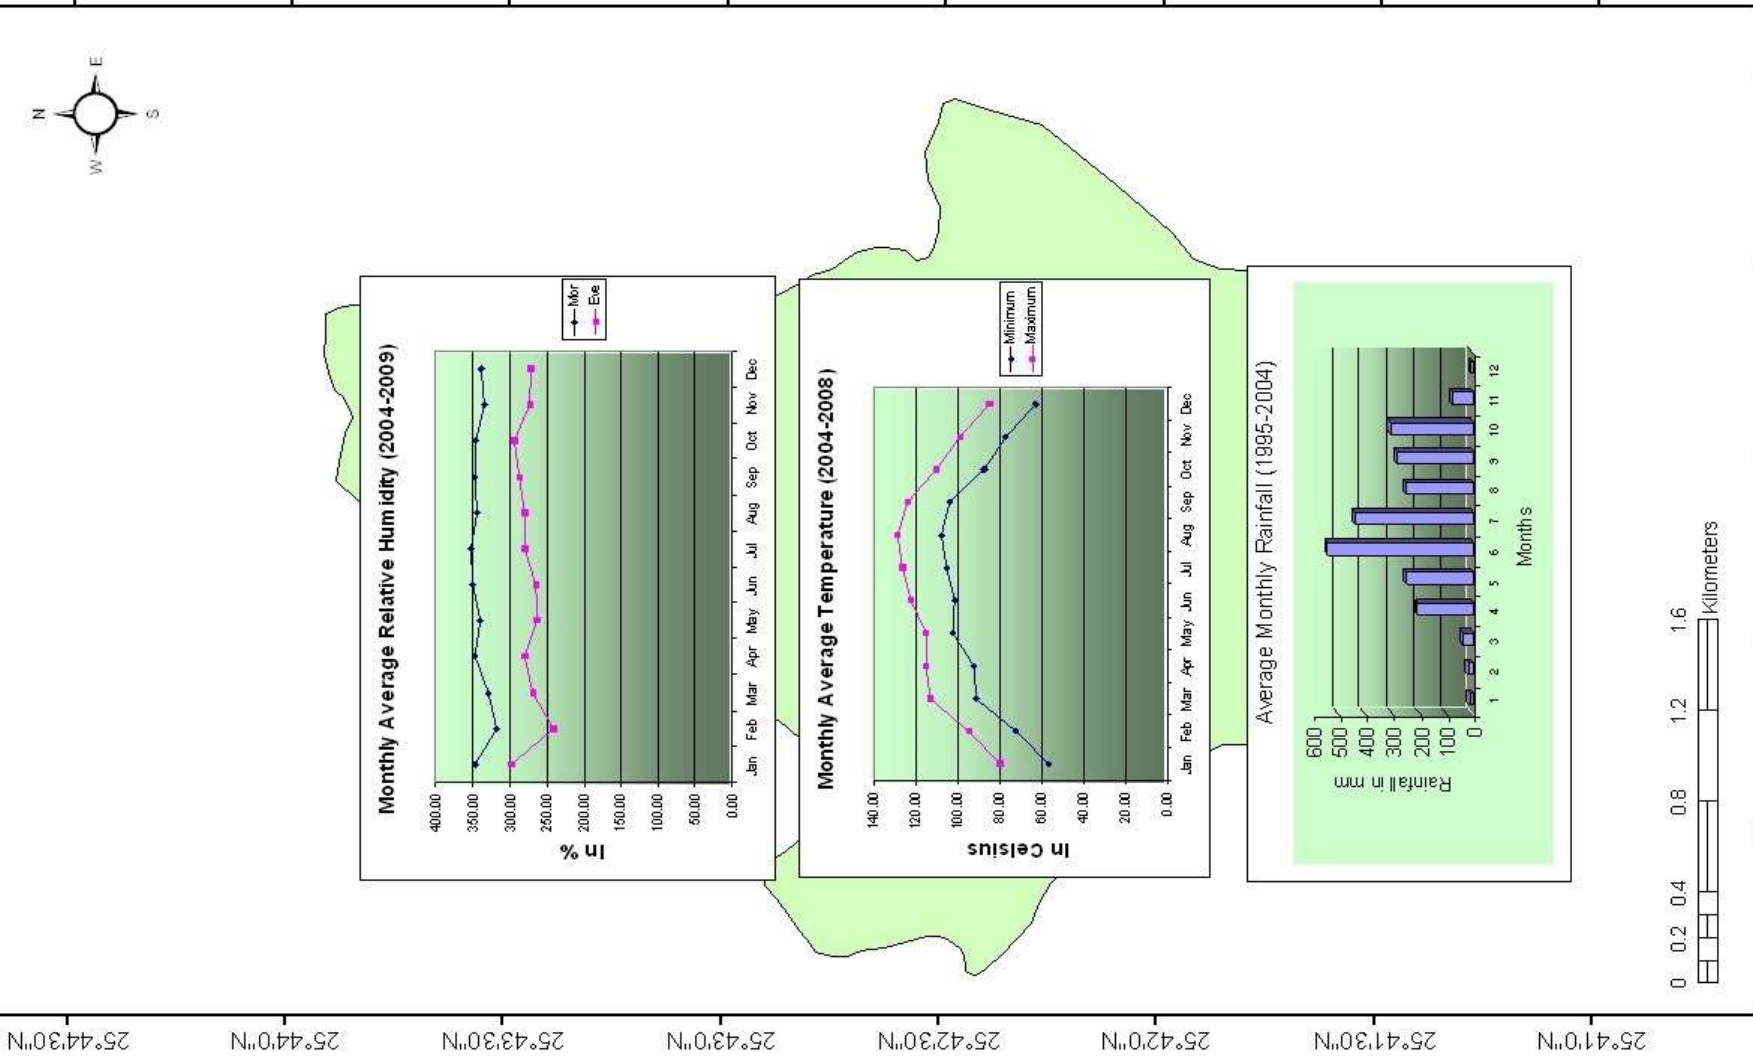 N
E
S
W
Monthly Average Relative Humidity (2004-2009)
In %
400.00
350.00
300.00
250.00
200.00
150.00
100.00
50.00
0.00
Jan Feb Mar Apr May Jun Jul Aug Sep Oct Nov Dec
Mor
Eve
Monthly Average Temperature (2004-2008)
In Celsius
140.00
120.00
100.00
80.00
60.00
40.00
20.00
0.00
Jan Feb Mar Apr May Jun Jul Aug Sep Oct Nov Dec
Minimum
Maximum
Average Monthly Rainfall (1995-2004)
Rainfall in mm
600
500
400
300
200
100
0
1 2 3 4 5 6 7 8 9 10 11 12
Months
0 0.2 0.4 0.8 1.2 1.6
Kilometers
25°44'30"N
25°44'0"N
25°43'30"N
25°43'0"N
25°42'30"N
25°42'0"N
25°41'30"N
25°41'0"N